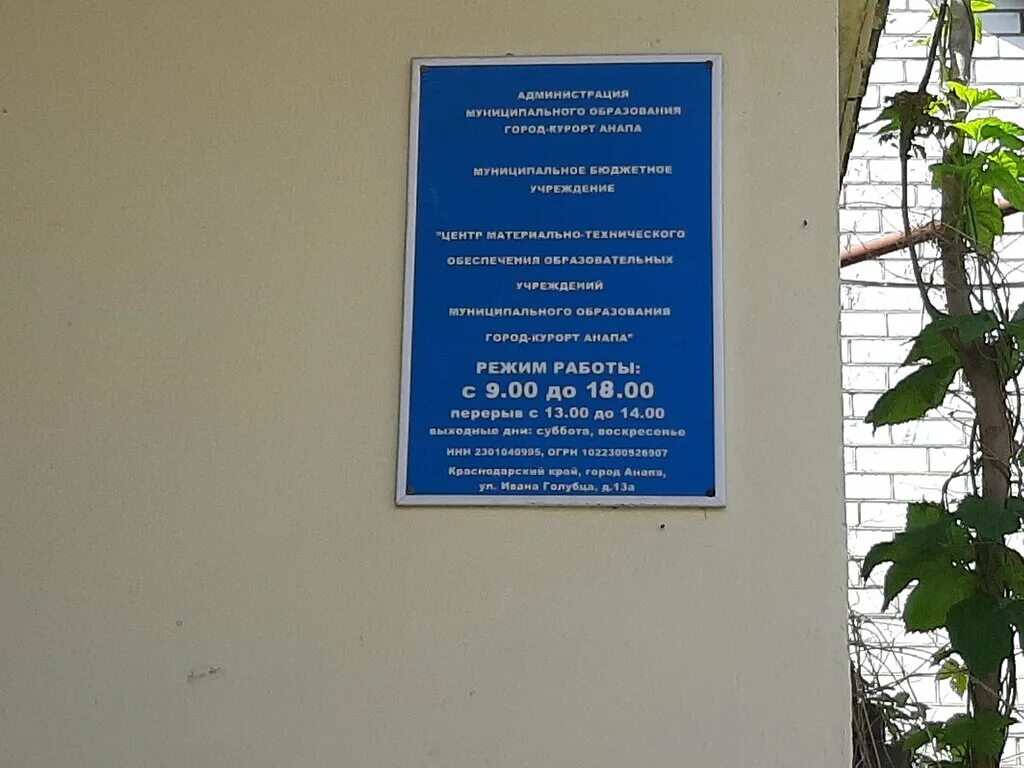 АДМИНИСТРАЦИЯ
МУНИЦИПАЛЬНОГО ОБРАЗОВАНИЯ
ГОРОД-КУРОРТ АНАПА
МУНИЦИПАЛЬНОЕ БЮДЖЕТНОЕ
УЧРЕЖДЕНИЕ
"ЦЕНТР МАТЕРИАЛЬНО-ТЕХНИЧЕСКОГО
ОБЕСПЕЧЕНИЯ ОБРАЗОВАТЕЛЬНЫХ
УЧРЕЖДЕНИЙ
МУНИЦИПАЛЬНОГО ОБРАЗОВАНИЯ
ГОРОД-КУРОРТ АНАПА"
РЕЖИМ РАБОТЫ:
с 9.00 до 18.00
перерыв с 13.00 до 14.00
выходные дни: суббота, воскресенье
ИНН 2301040995, ОГРН
Краснодарский край, город Анапа,
ул. Ивана Голубца, д.13а